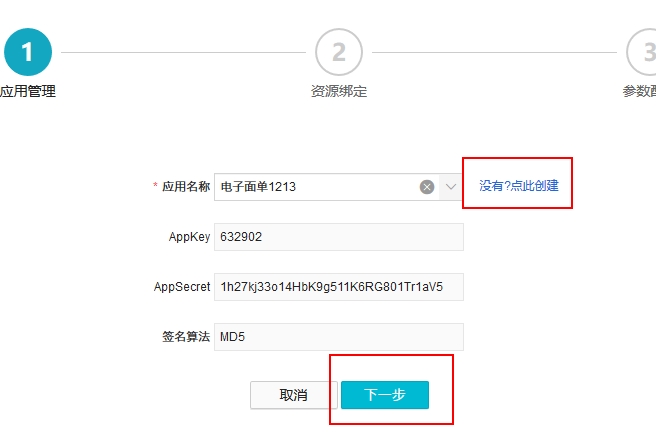 1
2
3
应用管理
资源绑定
参数配
* 应用名称 电子面单1213 没有?点此创建
AppKey 632902
AppSecret 1h27kj33o14HbK9g511K6RG801Tr1aV5
签名算法 MD5
取消 下一步